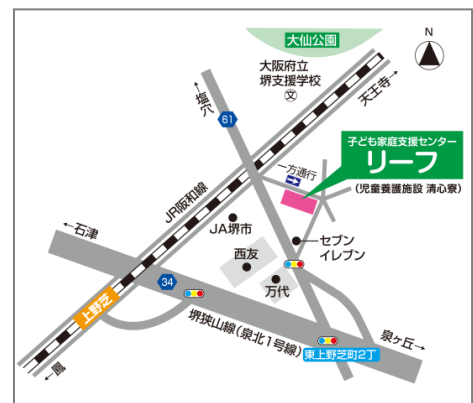 N
大仙公園
大阪府立
堺支援学校
文
←塩穴
天王寺→
61
子ども家庭支援センター
リーフ
(児童養護施設 清心寮)
一方通行
JR阪和線
JA堺市
←石津
セブン
イレブン
西友
34
万代
上野芝
堺狭山線(泉北1号線)
泉ヶ丘→
東上野芝町2丁
←鳳